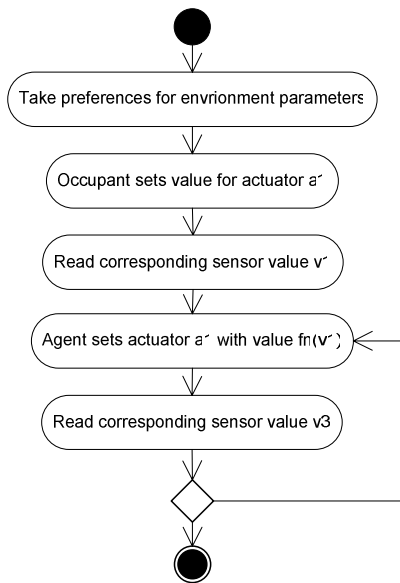 Take preferences for envrionment parameters
Occupant sets value for actuator
Read corresponding sensor value
Agent sets actuator with value
Read corresponding sensor value v3